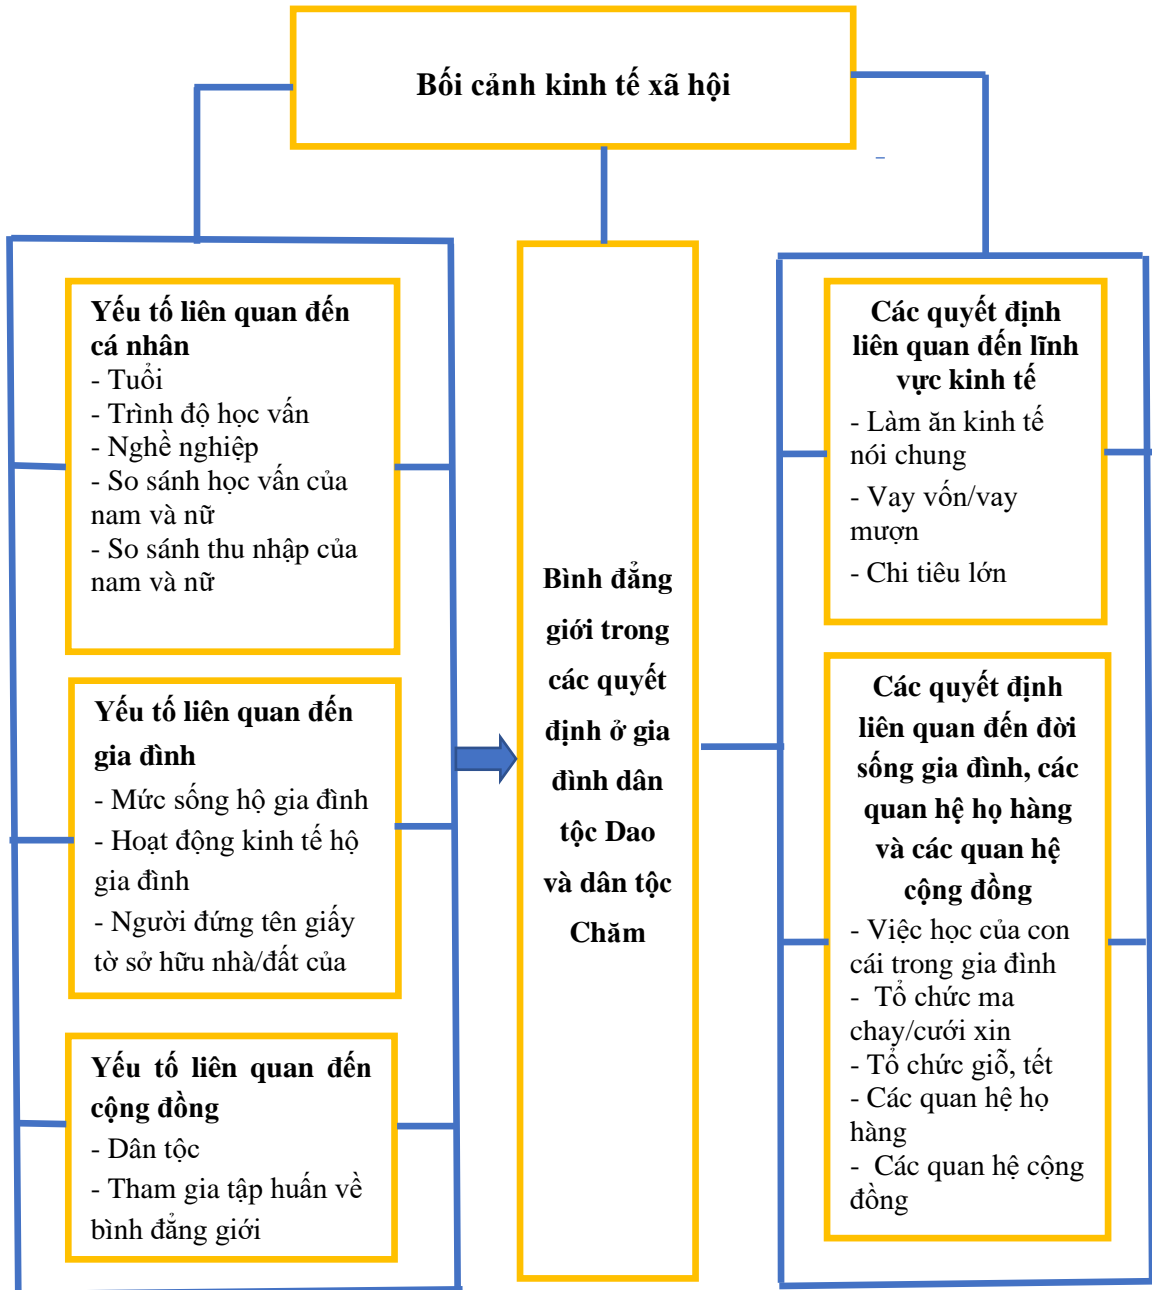 Bối cảnh kinh tế xã hội
Yếu tố liên quan đến
cá nhân
- Tuổi
- Trình độ học vấn
- Nghề nghiệp
- So sánh học vấn của
nam và nữ
- So sánh thu nhập của
nam và nữ
Yếu tố liên quan đến
gia đình
- Mức sống hộ gia đình
- Hoạt động kinh tế hộ
gia đình
- Người đứng tên giấy
tờ sở hữu nhà/đất của
Yếu tố liên quan đến
cộng đồng
- Dân tộc
- Tham gia tập huấn về
bình đẳng giới
Bình đẳng
giới trong
các quyết
định ở gia
đình dân
tộc Dao
và dân tộc
Chăm
Các quyết định
liên quan đến lĩnh
vực kinh tế
- Làm ăn kinh tế
nói chung
- Vay vốn/vay
mượn
- Chi tiêu lớn
Các quyết định
liên quan đến đời
sống gia đình, các
quan hệ họ hàng
và các quan hệ
cộng đồng
- Việc học của con
cái trong gia đình
- Tổ chức ma
chay/cưới xin
- Tổ chức giỗ, tết
- Các quan hệ họ
hàng
- Các quan hệ cộng
đồng